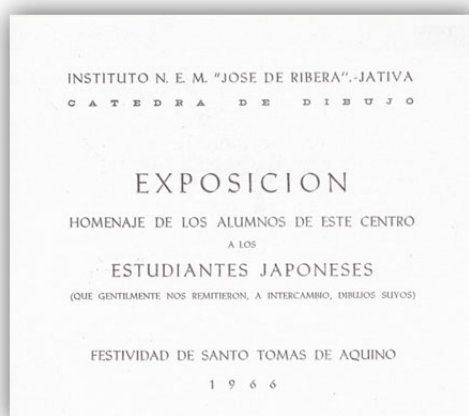 INSTITUTO N. E. M. "JOSE DE RIBERA".-JATIVA
CATEDRA DE DIBUJO
EXPOSICION
HOMENAJE DE LOS ALUMNOS DE ESTE CENTRO
A LOS
ESTUDIANTES JAPONESES
(QUE GENTILMENTE NOS REMITIERON, A INTERCAMBIO, DIBUJOS SUYOS)
FESTIVIDAD DE SANTO TOMAS DE AQUINO
1966